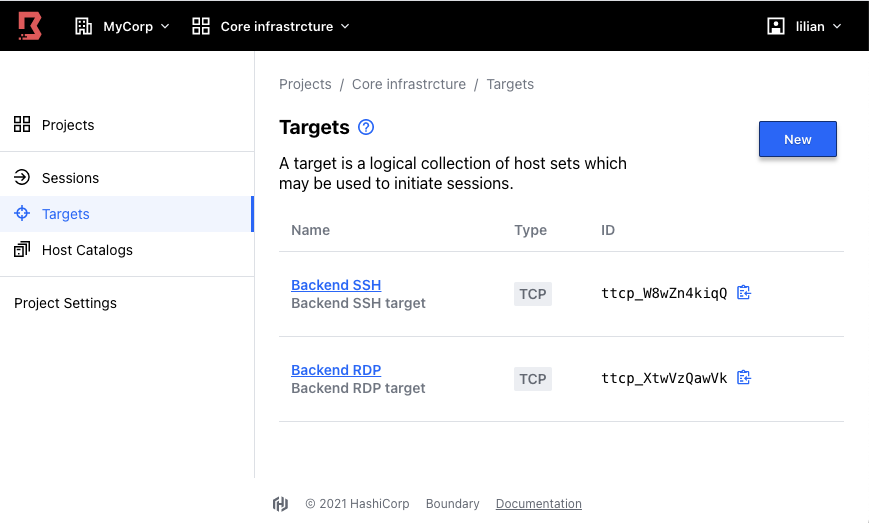 MyCorp
Core infrastrcture
lilian
Projects
Sessions
Targets
Host Catalogs
Project Settings
Projects / Core infrastrcture / Targets
Targets
New
A target is a logical collection of host sets which
may be used to initiate sessions.
Name Type ID
Backend SSH
Backend SSH target
TCP
ttcp_W8wZn4kiqQ
Backend RDP
Backend RDP target
TCP
ttcp_XtwVzQawVk
© 2021 HashiCorp Boundary Documentation